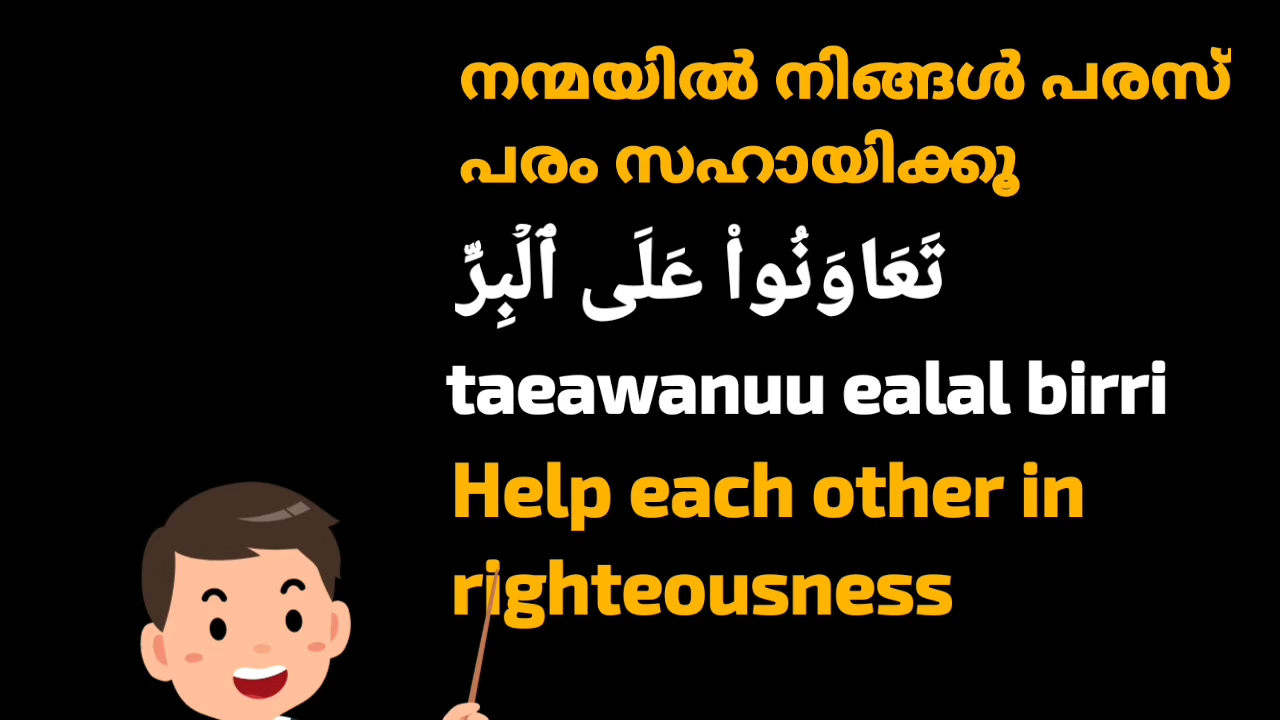 നന്മയിൽ നിങ്ങൾ പരസ്
പരം സഹായിക്കൂ
تَعَاوَنُواْ عَلَى ٱلْبِرِّ
taeawanuu ealal birri
Help each other in
righteousness